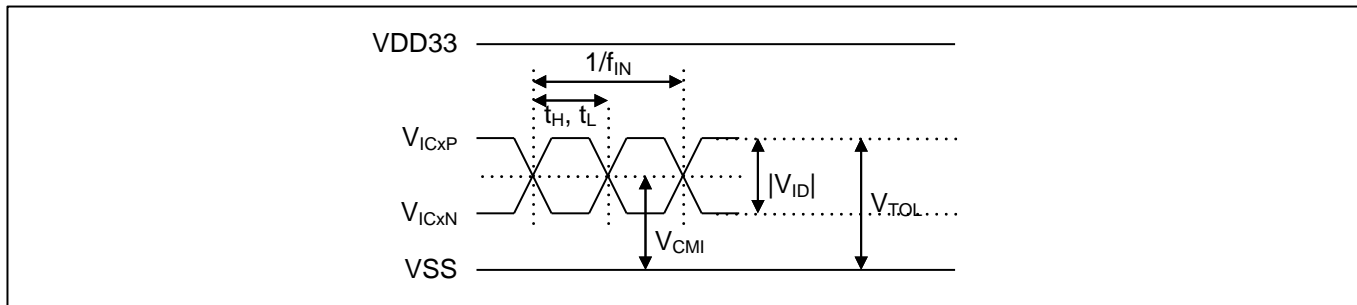 VDD33
1/fIN
tH, tL
VICxP
|VID|
VTOL
VICxN
VCMI
VSS